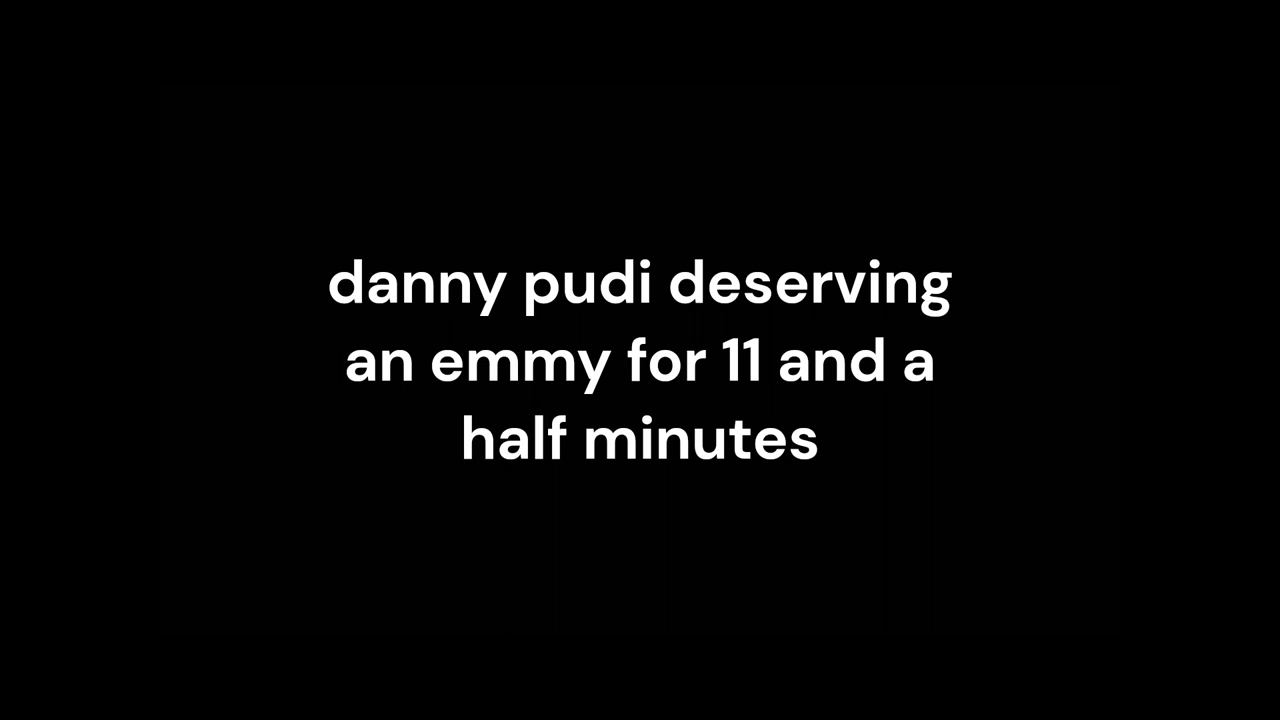 danny pudi deserving
an emmy for 11 and a
half minutes